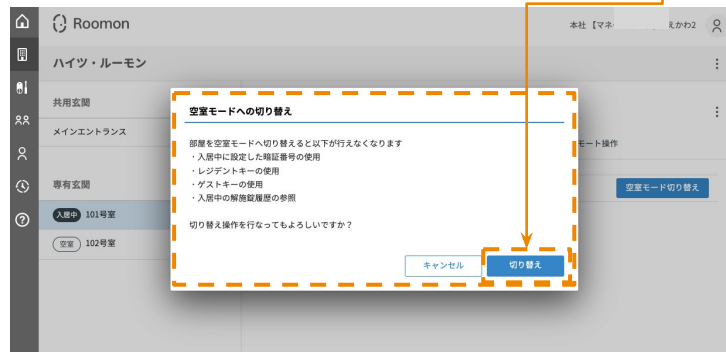 Roomon
本社 【マネ
えかわ2
ハイツ・ルーモン
共用玄関
メインエントランス
専有玄関
入居中 101号室
空室 102号室
モート操作
空室モード切り替え
空室モードへの切り替え
部屋を空室モードへ切り替えると以下が行えなくなります
・入居中に設定した暗証番号の使用
・レジデントキーの使用
・ゲストキーの使用
・入居中の解施錠履歴の参照
切り替え操作を行なってもよろしいですか？
キャンセル
切り替え